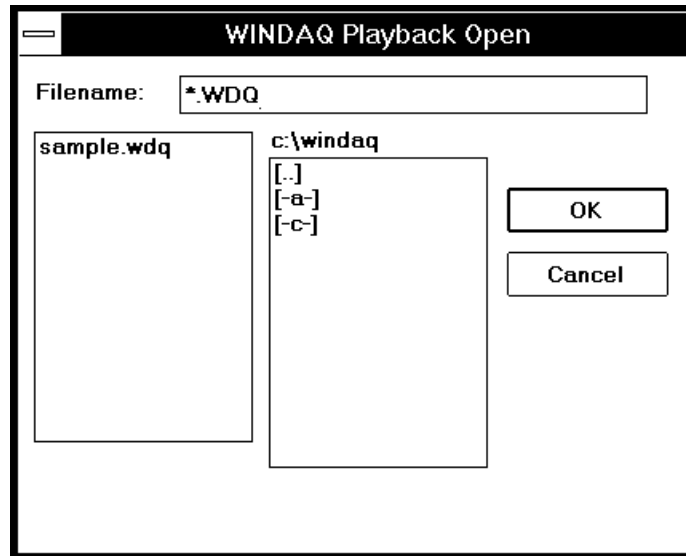 WINDAQ Playback Open
Filename: *.WDQ
sample.wdq
c:\windaq
[..]
[-a-]
[-c-]
OK
Cancel